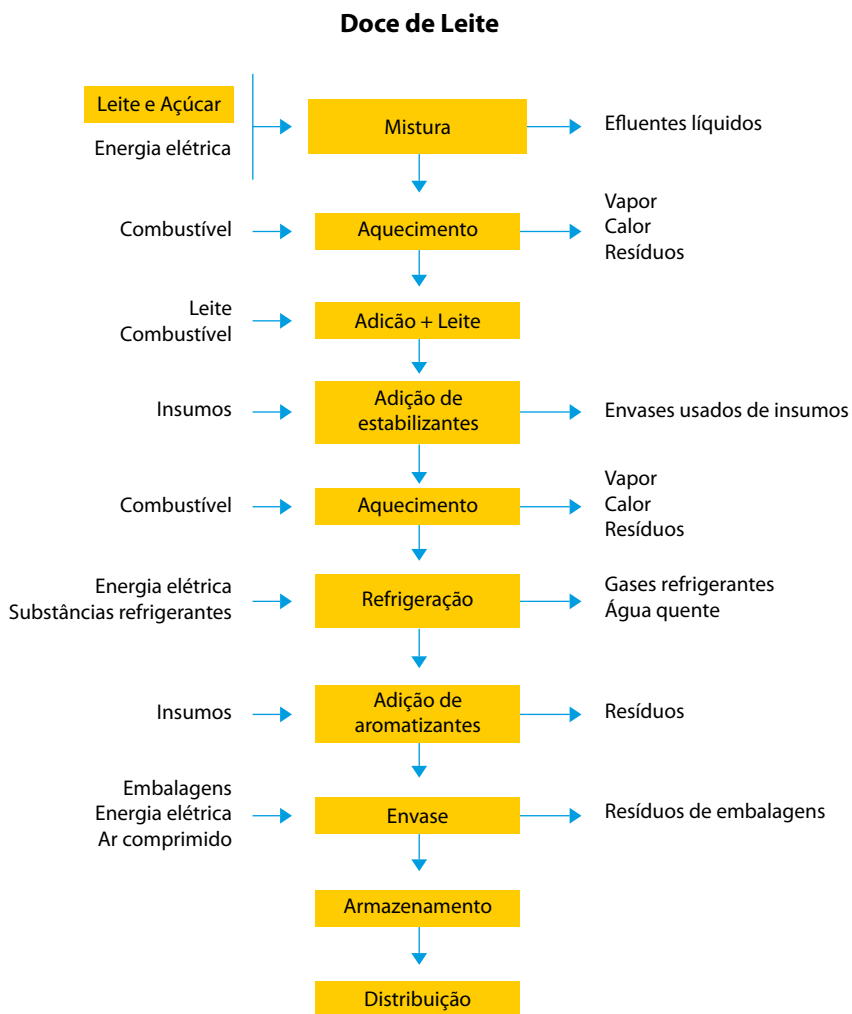 Doce de Leite
Leite e Açúcar
Energia elétrica
Mistura
Efluentes líquidos
Combustível
Aquecimento
Vapor
Calor
Resíduos
Leite
Combustível
Adicão + Leite
Insumos
Adição de
estabilizantes
Envases usados de insumos
Combustível
Aquecimento
Vapor
Calor
Resíduos
Energia elétrica
Substâncias refrigerantes
Refrigeração
Gases refrigerantes
Água quente
Insumos
Adição de
aromatizantes
Resíduos
Embalagens
Energia elétrica
Ar comprimido
Envase
Resíduos de embalagens
Armazenamento
Distribuição